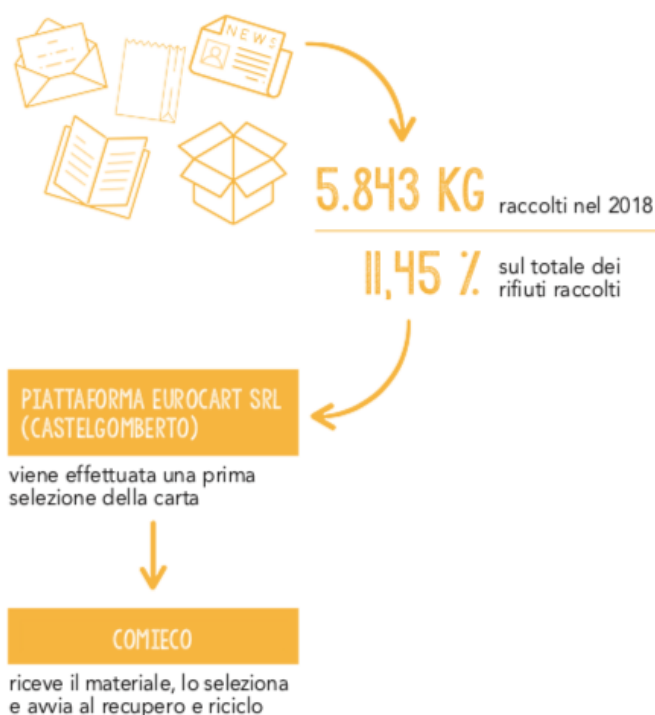 NEWS
5.843 KG raccolti nel 2018
11,45 % sul totale dei
rifiuti raccolti
PIATTAFORMA EUROCART SRL
(CASTELGOMBERTO)
viene effettuata una prima
selezione della carta
COMIECO
riceve il materiale, lo seleziona
e avvia al recupero e riciclo